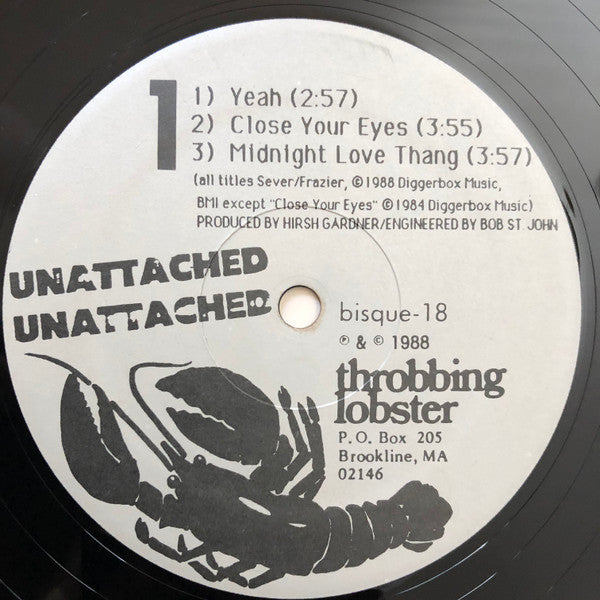 1
1) Yeah (2:57)
2) Close Your Eyes (3:55)
3) Midnight Love Thang (3:57)
(all titles Sever/Frazier, ©1988 Diggerbox Music,
BMI except "Close Your Eyes" ©1984 Diggerbox Music)
PRODUCED BY HIRSH GARDNER/ENGINEERED BY BOB ST. JOHN
UNATTACHED
UNATTACHED
bisque-18
℗ & © 1988
throbbing
lobster
P.O. Box 205
Brookline, MA
02146